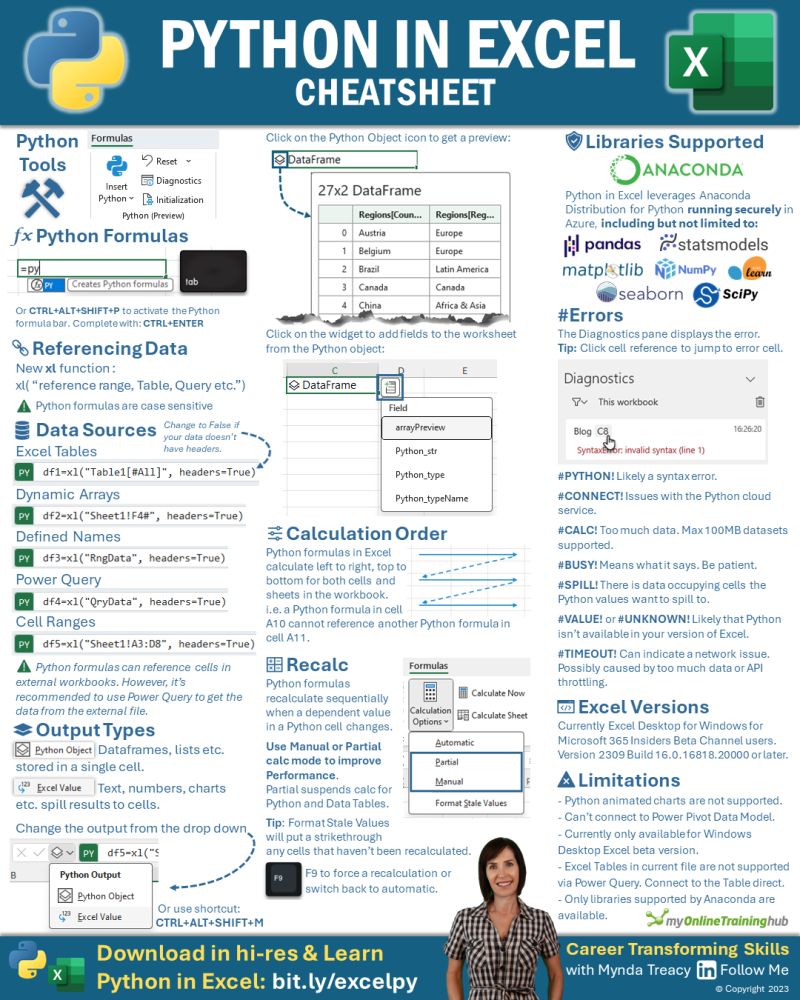 PYTHON IN EXCEL
CHEATSHEET
Python
Tools
Formulas
Insert
Python
Reset
Diagnostics
Initialization
Python (Preview)
fx Python Formulas
=py
PY
Creates Python formulas
tab
Or CTRL+ALT+SHIFT+P to activate the Python
formula bar. Complete with: CTRL+ENTER
Referencing Data
New xl function:
xl( “reference range, Table, Query etc.”)
Python formulas are case sensitive
Data Sources
Change to False if
your data doesn't
have headers.
Excel Tables
PY df1=xl("Table1[#All]", headers=True)
Dynamic Arrays
PY df2=xl("Sheet1!F4#", headers=True)
Defined Names
PY df3=xl("RngData", headers=True)
Power Query
PY df4=xl("QryData", headers=True)
Cell Ranges
PY df5=xl("Sheet1!A3:D8", headers=True)
Python formulas can reference cells in
external workbooks. However, it's
recommended to use Power Query to get the
data from the external file.
Output Types
Python Object Dataframes, lists etc.
stored in a single cell.
123 Excel Value Text, numbers, charts
etc. spill results to cells.
Change the output from the drop down
PY df5=xl("S
B
Python Output
Python Object
123 Excel Value
Or use shortcut:
CTRL+ALT+SHIFT+M
Click on the Python Object icon to get a preview:
DataFrame
27x2 DataFrame
Regions[Coun... Regions[Reg...
0 Austria Europe
1 Belgium Europe
2 Brazil Latin America
3 Canada Canada
4 China Africa & Asia
Click on the widget to add fields to the worksheet
from the Python object:
C D E
DataFrame
Field
arrayPreview
Python_str
Python_type
Python_typeName
Calculation Order
Python formulas in Excel
calculate left to right, top to
bottom for both cells and
sheets in the workbook.
i.e. a Python formula in cell
A10 cannot reference another Python formula in
cell A11.
Recalc
Python formulas
recalculate sequentially
when a dependent value
in a Python cell changes.
Use Manual or Partial
calc mode to improve
Performance.
Partial suspends calc for
Python and Data Tables.
Tip: Format Stale Values
will put a strikethrough
any cells that haven't been recalculated.
Formulas
Calculation
Options
Calculate Now
Calculate Sheet
Automatic
Partial
Manual
Format Stale Values
F9
F9 to force a recalculation or
switch back to automatic.
Libraries Supported
ANACONDA
Python in Excel leverages Anaconda
Distribution for Python running securely in
Azure, including but not limited to:
pandas
statsmodels
matplotlib
NumPy
learn
seaborn
SciPy
#Errors
The Diagnostics pane displays the error.
Tip: Click cell reference to jump to error cell.
Diagnostics
This workbook
Blog C8
16:26:20
SyntaxError: invalid syntax (line 1)
#PYTHON! Likely a syntax error.
#CONNECT! Issues with the Python cloud
service.
#CALC! Too much data. Max 100MB datasets
supported.
#BUSY! Means what it says. Be patient.
#SPILL! There is data occupying cells the
Python values want to spill to.
#VALUE! or #UNKNOWN! Likely that Python
isn't available in your version of Excel.
#TIMEOUT! Can indicate a network issue.
Possibly caused by too much data or API
throttling.
Excel Versions
Currently Excel Desktop for Windows for
Microsoft 365 Insiders Beta Channel users.
Version 2309 Build 16.0.16818.20000 or later.
Limitations
- Python animated charts are not supported.
- Can't connect to Power Pivot Data Model.
- Currently only available for Windows
Desktop Excel beta version.
- Excel Tables in current file are not supported
via Power Query. Connect to the Table direct.
- Only libraries supported by Anaconda are
available.
myOnlineTraininghub
Download in hi-res & Learn
Python in Excel: bit.ly/excelpy
Career Transforming Skills
with Mynda Treacy in Follow Me
© Copyright 2023